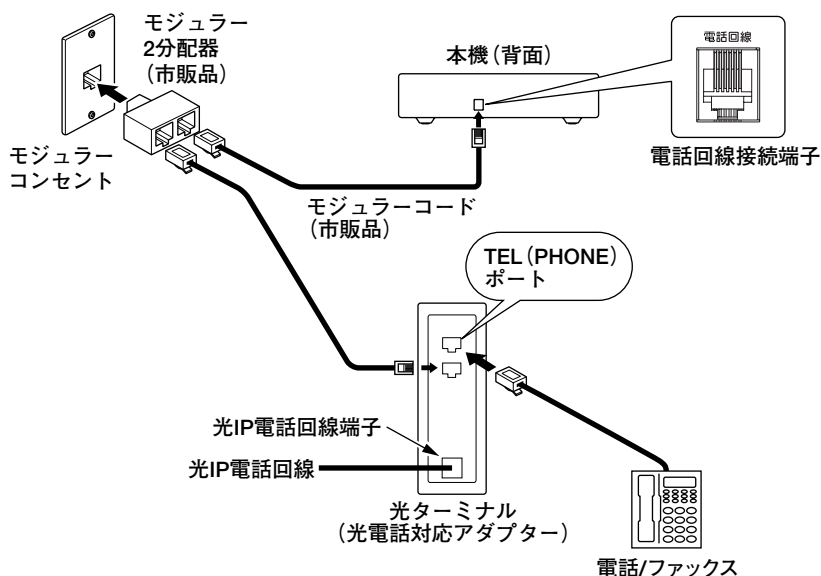 モジュラー
2分配器
（市販品）
本機（背面）
電話回線
電話回線接続端子
モジュラー
コンセント
モジュラーコード
（市販品）
TEL（PHONE）
ポート
光IP電話回線端子
光IP電話回線
光ターミナル
（光電話対応アダプター）
電話/ファックス